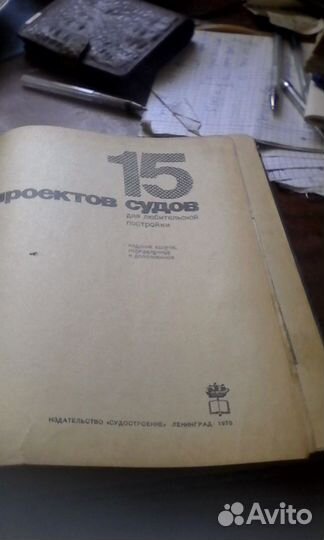 15
проектов судов
для любительской
постройки
издание второе,
исправленное
и дополненное
ИЗДАТЕЛЬСТВО «СУДОСТРОЕНИЕ» ЛЕНИНГРАД
Avito